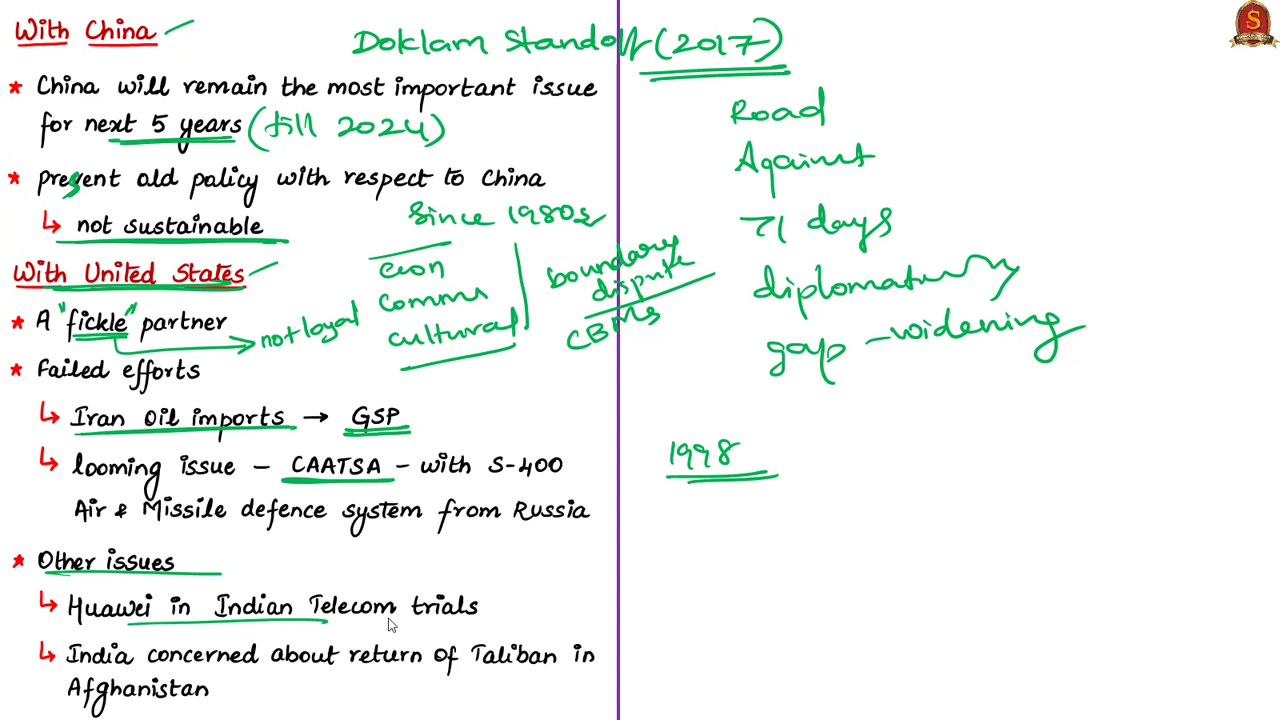 With China
* China will remain the most important issue
for next 5 years (till 2024)
* present old policy with respect to China
↳ not sustainable
Since 1980s
econ
comms
cultural
boundary
dispute
CBMs
With United States
* A "fickle" partner
not loyal
* Failed efforts
↳ Iran Oil imports → GSP
↳ looming issue - CAATSA - with S-400
Air & Missile defence system from Russia
* Other issues
↳ Huawei in Indian Telecom trials
↳ India concerned about return of Taliban in
Afghanistan
Doklam Standoff (2017)
Road
Against
71 days
gap - widening
1998
S